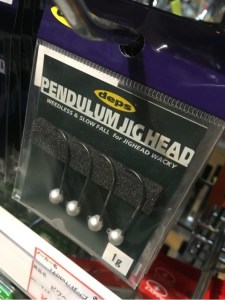 deps
PENDULUM JIG HEAD
WEEDLESS & SLOW FALL for JIGHEAD WACKY
1g